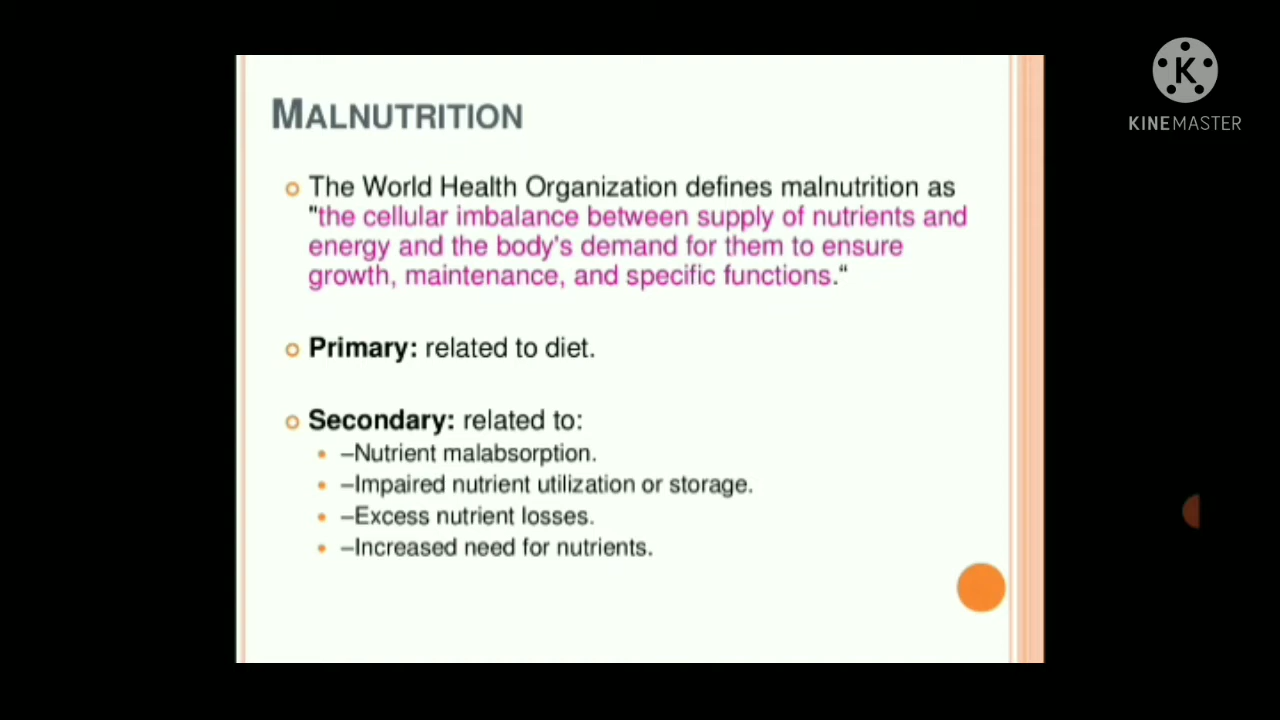 MALNUTRITION
The World Health Organization defines malnutrition as
"the cellular imbalance between supply of nutrients and
energy and the body's demand for them to ensure
growth, maintenance, and specific functions.“
Primary: related to diet.
Secondary: related to:
–Nutrient malabsorption.
–Impaired nutrient utilization or storage.
–Excess nutrient losses.
–Increased need for nutrients.
K
KINEMASTER